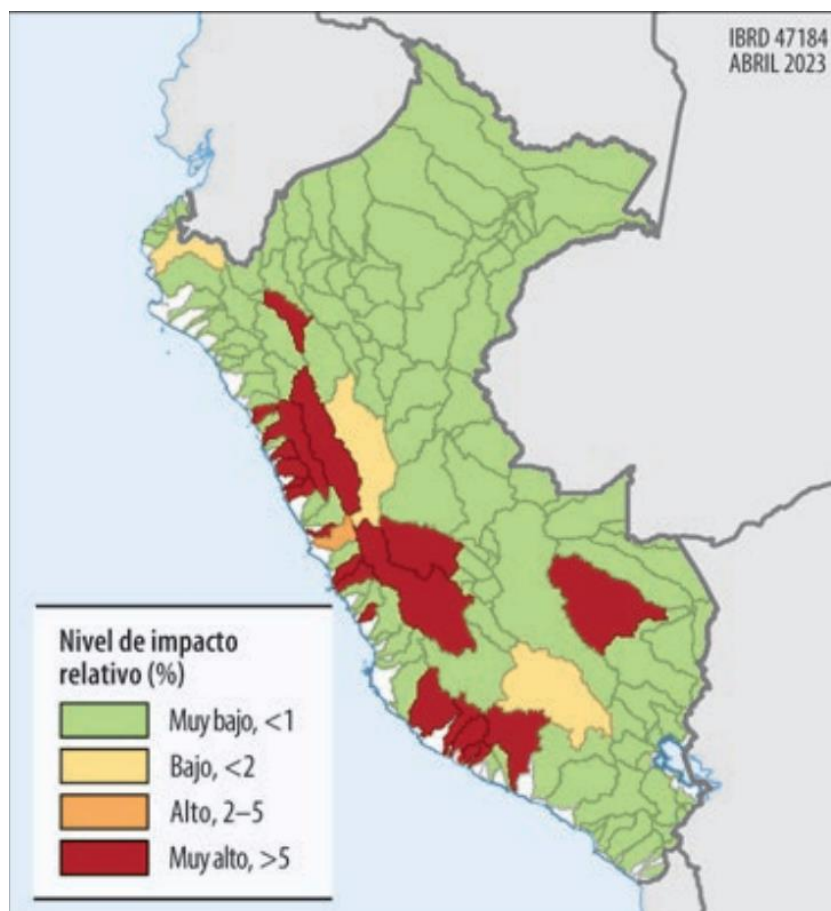 IBRD 47184
ABRIL 2023
Nivel de impacto
relativo (%)
Muy bajo, <1
Bajo, <2
Alto, 2–5
Muy alto, >5